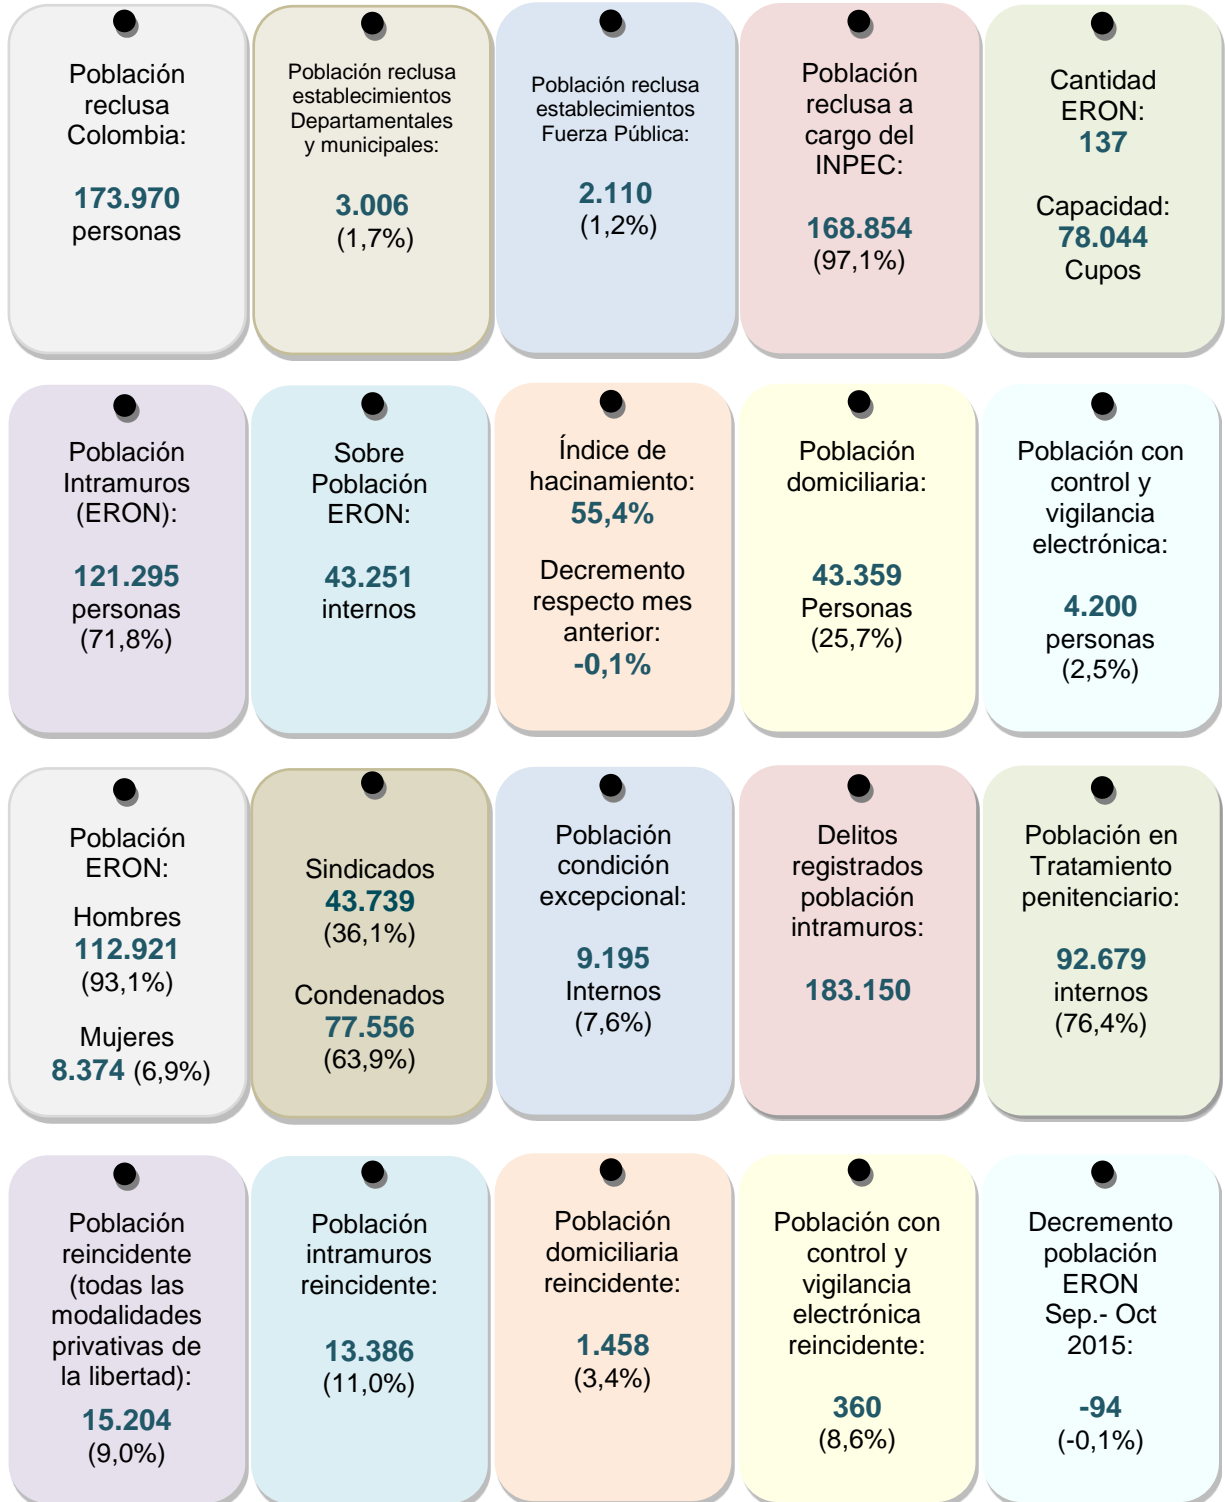 Población
reclusa
Colombia:
173.970
personas
Población reclusa
establecimientos
Departamentales
y municipales:
3.006
(1,7%)
Población reclusa
establecimientos
Fuerza Pública:
2.110
(1,2%)
Población
reclusa a
cargo del
INPEC:
168.854
(97,1%)
Cantidad
ERON:
137
Capacidad:
78.044
Cupos
Población
Intramuros
(ERON):
121.295
personas
(71,8%)
Sobre
Población
ERON:
43.251
internos
Índice de
hacinamiento:
55,4%
Decremento
respecto mes
anterior:
-0,1%
Población
domiciliaria:
43.359
Personas
(25,7%)
Población con
control y
vigilancia
electrónica:
4.200
personas
(2,5%)
Población
ERON:
Hombres
112.921
(93,1%)
Mujeres
8.374 (6,9%)
Sindicados
43.739
(36,1%)
Condenados
77.556
(63,9%)
Población
condición
excepcional:
9.195
Internos
(7,6%)
Delitos
registrados
población
intramuros:
183.150
Población en
Tratamiento
penitenciario:
92.679
internos
(76,4%)
Población
reincidente
(todas las
modalidades
privativas de
la libertad):
15.204
(9,0%)
Población
intramuros
reincidente:
13.386
(11,0%)
Población
domiciliaria
reincidente:
1.458
(3,4%)
Población con
control y
vigilancia
electrónica
reincidente:
360
(8,6%)
Decremento
población
ERON
Sep.- Oct
2015:
-94
(-0,1%)